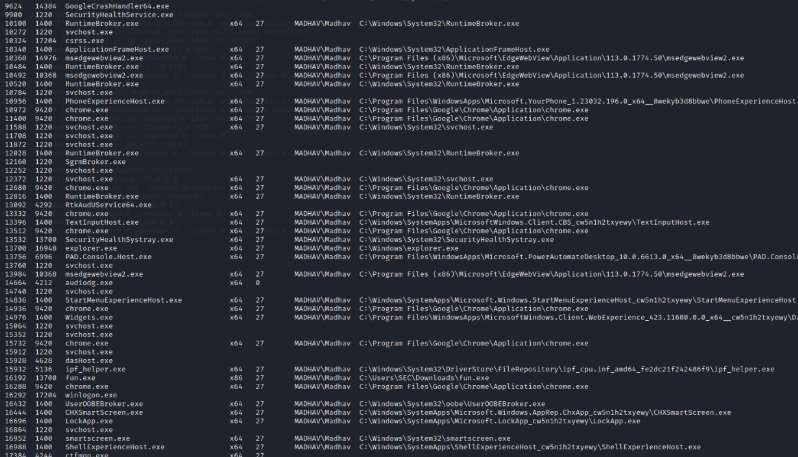 9624 14384 GoogleCrashHandler64.exe
9900 1220 SecurityHealthService.exe
10100 1400 RuntimeBroker.exe x64 27 MADHAV\Madhav C:\Windows\System32\RuntimeBroker.exe
10272 1220 svchost.exe
10324 17204 csrss.exe
10340 1400 ApplicationFrameHost.exe x64 27 MADHAV\Madhav C:\Windows\System32\ApplicationFrameHost.exe
10360 14976 msedgewebview2.exe x64 27 MADHAV\Madhav C:\Program Files (x86)\Microsoft\EdgeWebView\Application\113.0.1774.50\msedgewebview2.exe
10484 1400 RuntimeBroker.exe x64 27 MADHAV\Madhav C:\Windows\System32\RuntimeBroker.exe
10492 10368 msedgewebview2.exe x64 27 MADHAV\Madhav C:\Program Files (x86)\Microsoft\EdgeWebView\Application\113.0.1774.50\msedgewebview2.exe
10520 1400 RuntimeBroker.exe x64 27 MADHAV\Madhav C:\Windows\System32\RuntimeBroker.exe
10784 1220 svchost.exe
10956 1400 PhoneExperienceHost.exe x64 27 MADHAV\Madhav C:\Program Files\WindowsApps\Microsoft.YourPhone_1.23032.196.0_x64__8wekyb3d8bbwe\PhoneExperienceHost.
10972 9420 chrome.exe x64 27 MADHAV\Madhav C:\Program Files\Google\Chrome\Application\chrome.exe
11400 9420 chrome.exe x64 27 MADHAV\Madhav C:\Program Files\Google\Chrome\Application\chrome.exe
11588 1220 svchost.exe x64 27 MADHAV\Madhav C:\Windows\System32\svchost.exe
11708 1220 svchost.exe
11872 1220 svchost.exe
12028 1400 RuntimeBroker.exe x64 27 MADHAV\Madhav C:\Windows\System32\RuntimeBroker.exe
12160 1220 SgrmBroker.exe
12252 1220 svchost.exe
12372 1220 svchost.exe x64 27 MADHAV\Madhav C:\Windows\System32\svchost.exe
12680 9420 chrome.exe x64 27 MADHAV\Madhav C:\Program Files\Google\Chrome\Application\chrome.exe
12816 1400 RuntimeBroker.exe x64 27 MADHAV\Madhav C:\Windows\System32\RuntimeBroker.exe
13092 4292 RtkAudUService64.exe
13332 9420 chrome.exe x64 27 MADHAV\Madhav C:\Program Files\Google\Chrome\Application\chrome.exe
13396 1400 TextInputHost.exe x64 27 MADHAV\Madhav C:\Windows\SystemApps\MicrosoftWindows.Client.CBS_cw5n1h2txyewy\TextInputHost.exe
13512 9420 chrome.exe x64 27 MADHAV\Madhav C:\Program Files\Google\Chrome\Application\chrome.exe
13532 13700 SecurityHealthSystray.exe x64 27 MADHAV\Madhav C:\Windows\System32\SecurityHealthSystray.exe
13700 16948 explorer.exe x64 27 MADHAV\Madhav C:\Windows\explorer.exe
13756 6996 PAD.Console.Host.exe x64 27 MADHAV\Madhav C:\Program Files\WindowsApps\Microsoft.PowerAutomateDesktop_10.0.6613.0_x64__8wekyb3d8bbwe\PAD.Conso
13760 1220 svchost.exe
13984 10368 msedgewebview2.exe x64 27 MADHAV\Madhav C:\Program Files (x86)\Microsoft\EdgeWebView\Application\113.0.1774.50\msedgewebview2.exe
14664 4212 audiodg.exe x64 0
14740 1220 svchost.exe
14836 1400 StartMenuExperienceHost.exe x64 27 MADHAV\Madhav C:\Windows\SystemApps\Microsoft.Windows.StartMenuExperienceHost_cw5n1h2txyewy\StartMenuExperienceHost
14936 9420 chrome.exe x64 27 MADHAV\Madhav C:\Program Files\Google\Chrome\Application\chrome.exe
14976 1400 Widgets.exe x64 27 MADHAV\Madhav C:\Program Files\WindowsApps\MicrosoftWindows.Client.WebExperience_423.11600.0.0_x64__cw5n1h2txyewy\Da
15064 1220 svchost.exe
15352 1220 svchost.exe
15732 9420 chrome.exe x64 27 MADHAV\Madhav C:\Program Files\Google\Chrome\Application\chrome.exe
15912 1220 svchost.exe
15928 4628 dasHost.exe
15932 5136 ipf_helper.exe x64 27 MADHAV\Madhav C:\Windows\System32\DriverStore\FileRepository\ipf_cpu.inf_amd64_fe2dc21f242486f9\ipf_helper.exe
16192 13700 fun.exe x86 27 MADHAV\Madhav C:\Users\SEC\Downloads\fun.exe
16288 9420 chrome.exe x64 27 MADHAV\Madhav C:\Program Files\Google\Chrome\Application\chrome.exe
16292 17204 winlogon.exe
16432 1400 UserOOBEBroker.exe x64 27 MADHAV\Madhav C:\Windows\System32\oobe\UserOOBEBroker.exe
16444 1400 CHXSmartScreen.exe x64 27 MADHAV\Madhav C:\Windows\SystemApps\Microsoft.Windows.AppRep.ChxApp_cw5n1h2txyewy\CHXSmartScreen.exe
16696 1400 LockApp.exe x64 27 MADHAV\Madhav C:\Windows\SystemApps\Microsoft.LockApp_cw5n1h2txyewy\LockApp.exe
16864 1220 svchost.exe
16952 1400 smartscreen.exe x64 27 MADHAV\Madhav C:\Windows\System32\smartscreen.exe
16988 1400 ShellExperienceHost.exe x64 27 MADHAV\Madhav C:\Windows\SystemApps\ShellExperienceHost_cw5n1h2txyewy\ShellExperienceHost.exe
17384 4244 ctfmon.exe x64 27